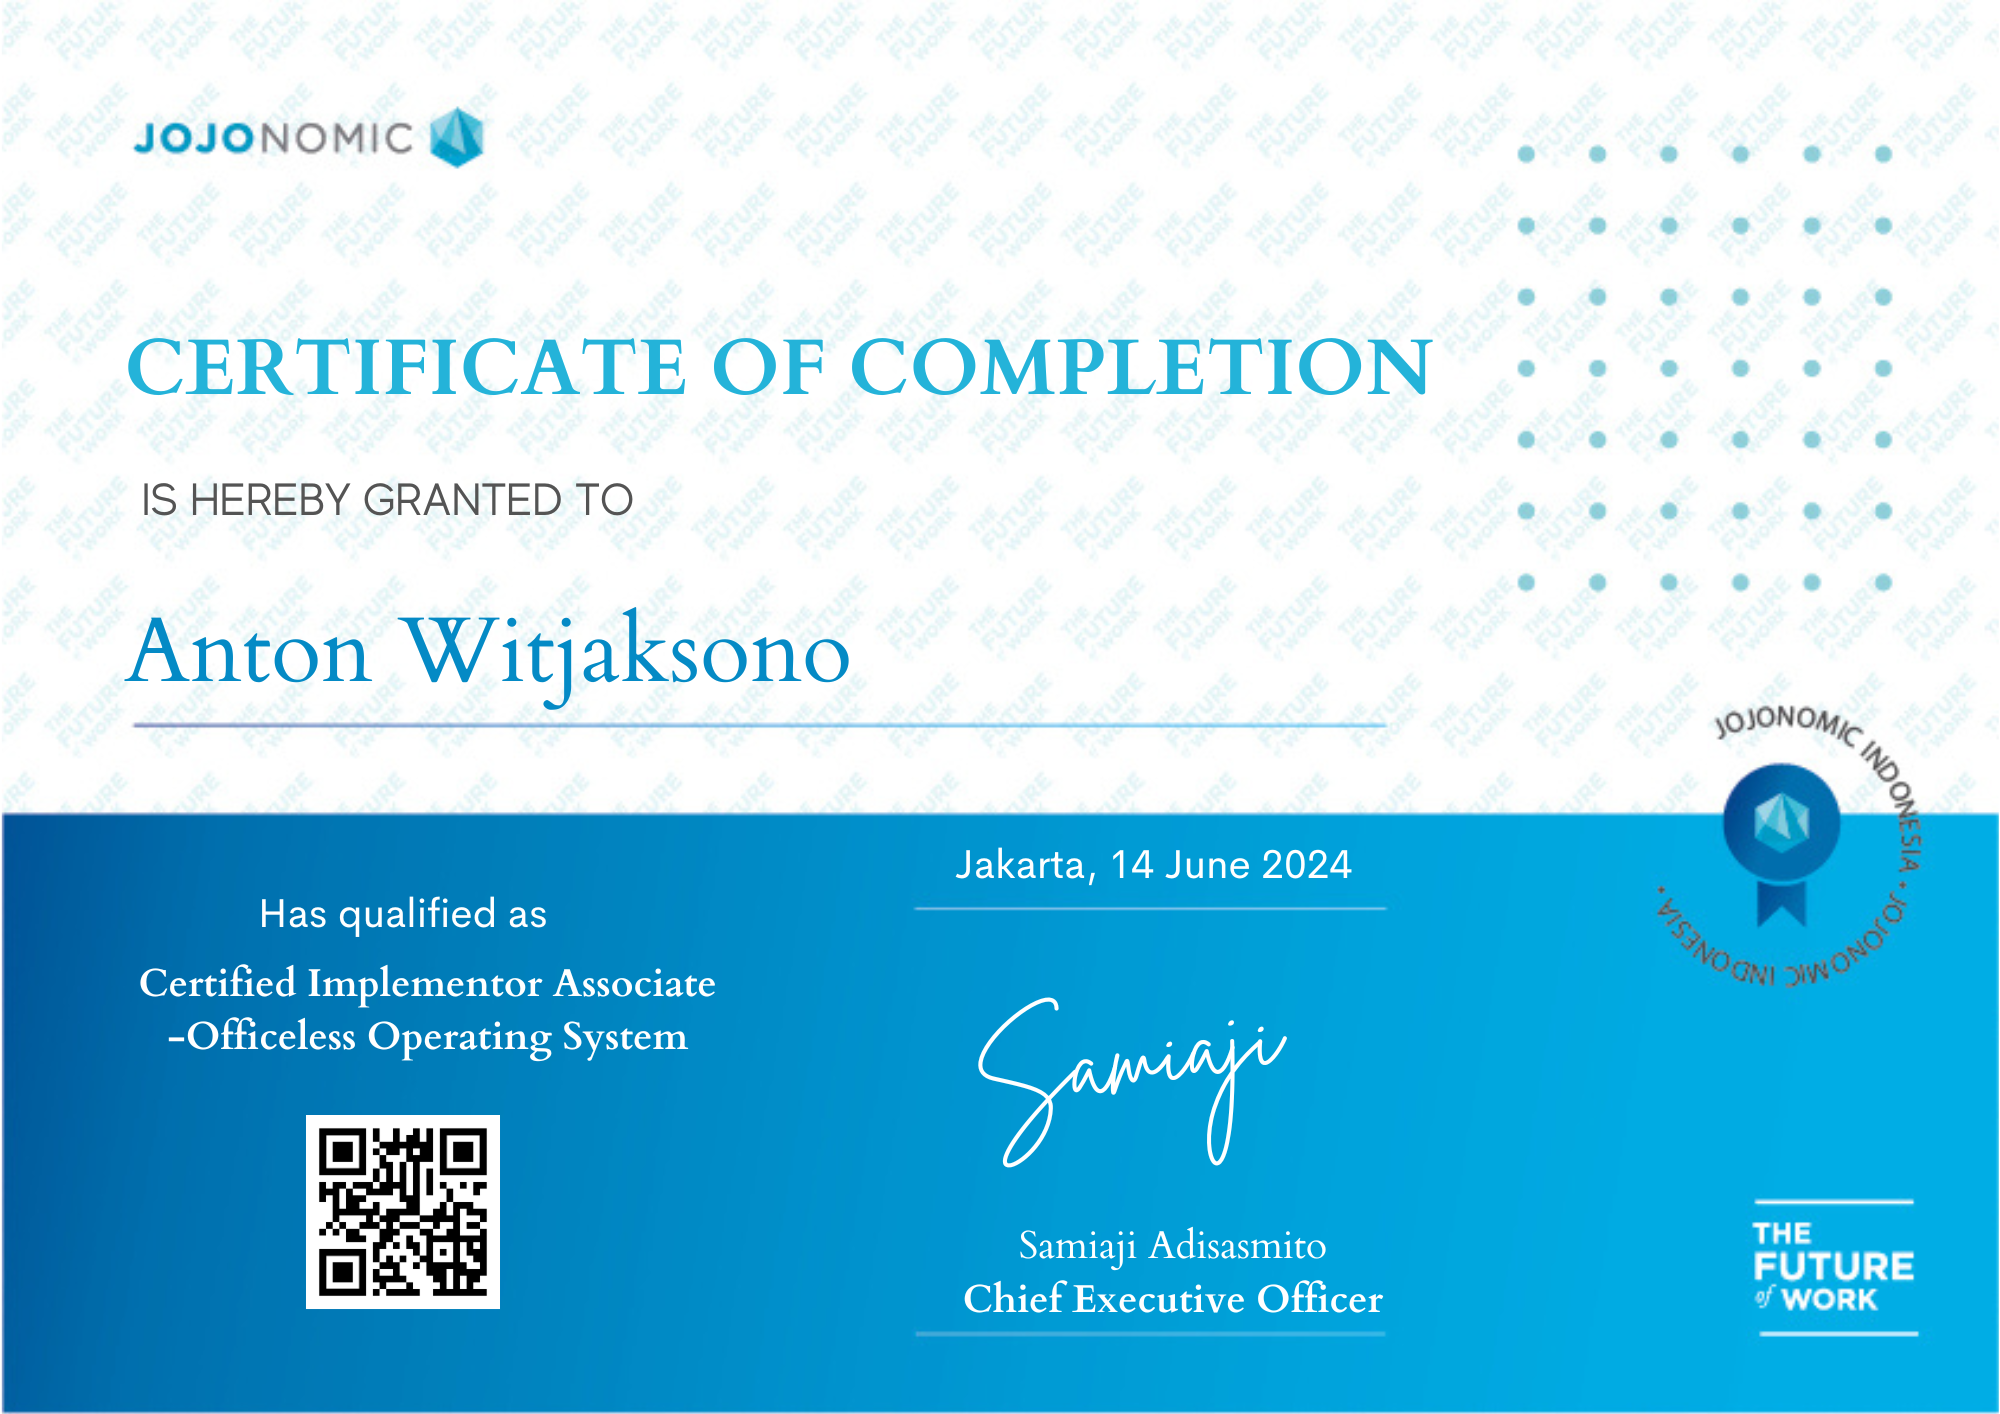 JOJONOMIC
CERTIFICATE OF COMPLETION
IS HEREBY GRANTED TO
Anton Witjaksono
JOJONOMIC INDONESIA • JOJONOMIC INDONESIA •
Jakarta, 14 June 2024
Has qualified as
Certified Implementor Associate
-Officeless Operating System
Samiaji
Samiaji Adisasmito
Chief Executive Officer
THE
FUTURE
of WORK